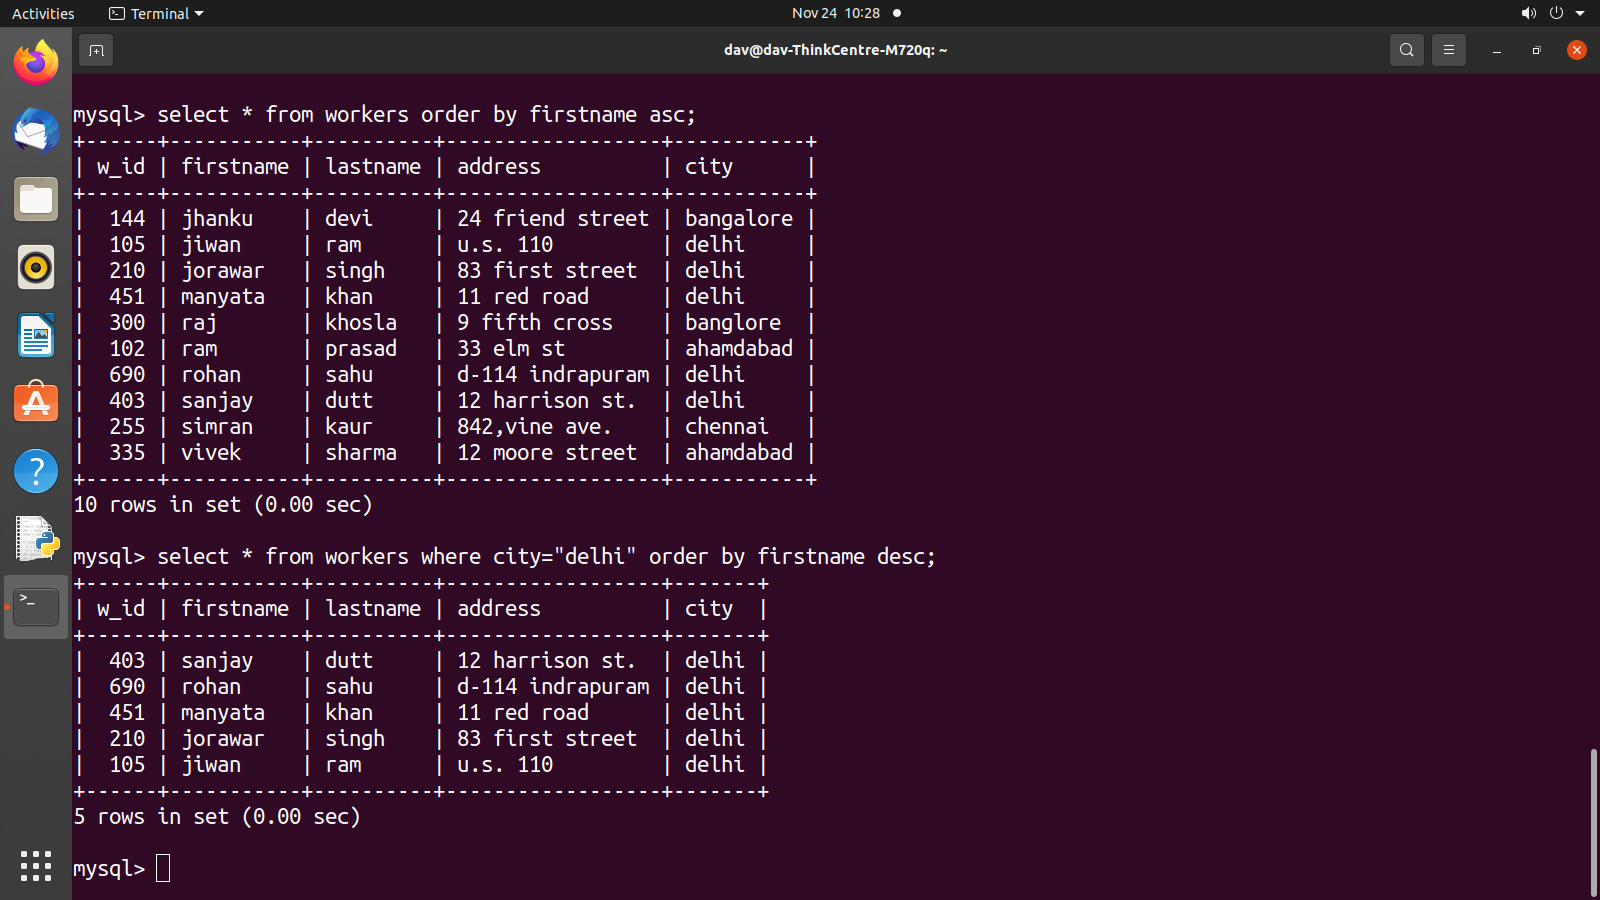 Activities Terminal Nov 24 10:28
dav@dav-ThinkCentre-M720q: ~
mysql> select * from workers order by firstname asc;
+------+-----------+----------+------------------+-----------+
| w_id | firstname | lastname | address          | city      |
+------+-----------+----------+------------------+-----------+
|  144 | jhanku    | devi     | 24 friend street | bangalore |
|  105 | jiwan     | ram      | u.s. 110         | delhi     |
|  210 | jorawar   | singh    | 83 first street  | delhi     |
|  451 | manyata   | khan     | 11 red road      | delhi     |
|  300 | raj       | khosla   | 9 fifth cross    | banglore  |
|  102 | ram       | prasad   | 33 elm st        | ahamdabad |
|  690 | rohan     | sahu     | d-114 indrapuram | delhi     |
|  403 | sanjay    | dutt     | 12 harrison st.  | delhi     |
|  255 | simran    | kaur     | 842,vine ave.    | chennai   |
|  335 | vivek     | sharma   | 12 moore street  | ahamdabad |
+------+-----------+----------+------------------+-----------+
10 rows in set (0.00 sec)
mysql> select * from workers where city="delhi" order by firstname desc;
+------+-----------+----------+------------------+-------+
| w_id | firstname | lastname | address          | city  |
+------+-----------+----------+------------------+-------+
|  403 | sanjay    | dutt     | 12 harrison st.  | delhi |
|  690 | rohan     | sahu     | d-114 indrapuram | delhi |
|  451 | manyata   | khan     | 11 red road      | delhi |
|  210 | jorawar   | singh    | 83 first street  | delhi |
|  105 | jiwan     | ram      | u.s. 110         | delhi |
+------+-----------+----------+------------------+-------+
5 rows in set (0.00 sec)
mysql>